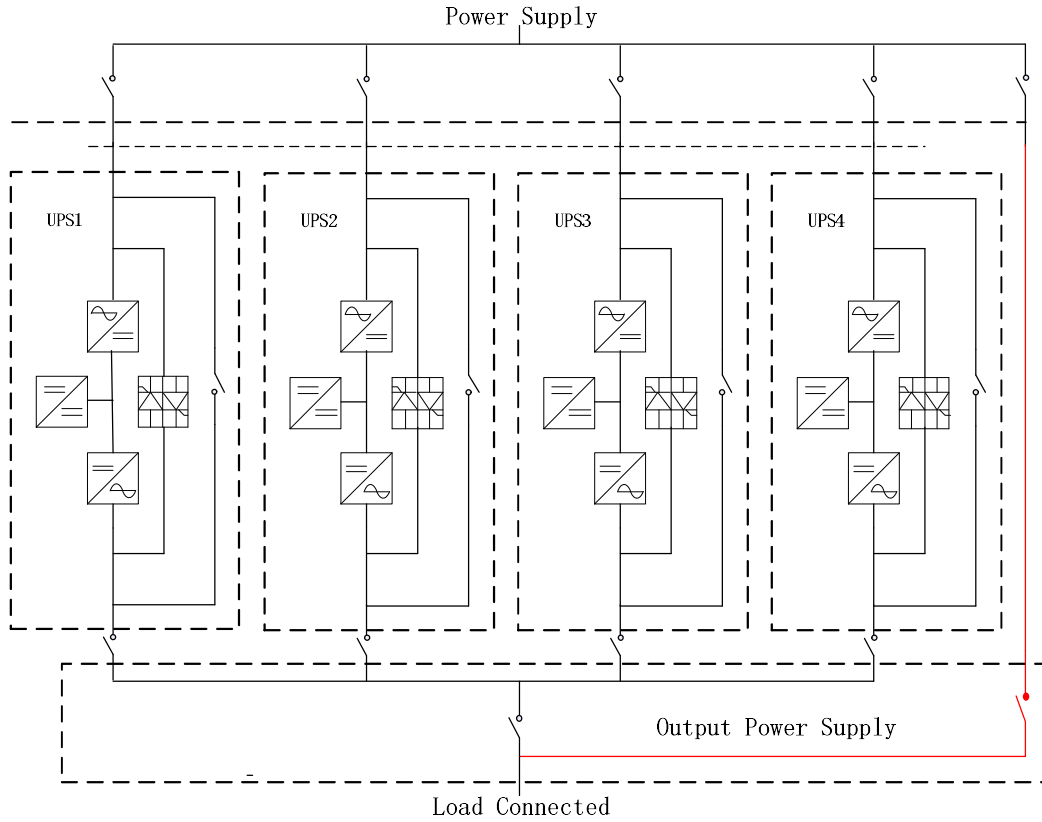 Power Supply
UPS1
UPS2
UPS3
UPS4
Output Power Supply
Load Connected